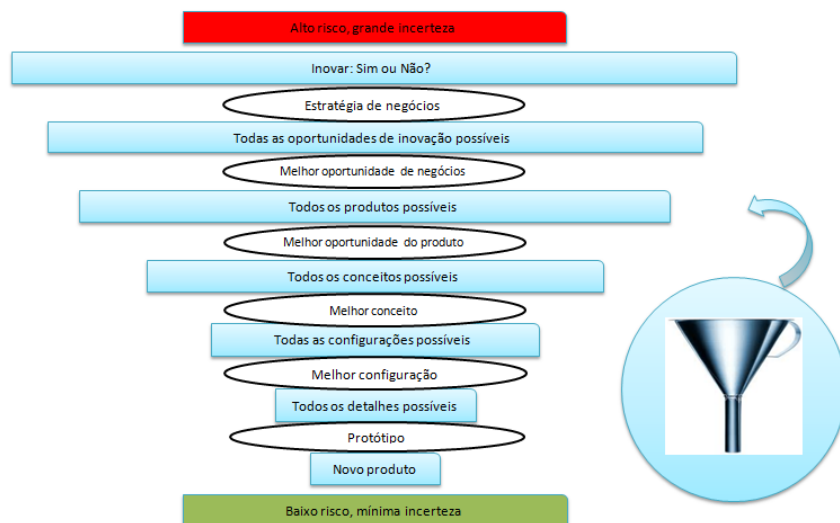 Alto risco, grande incerteza
Inovar: Sim ou Não?
Estratégia de negócios
Todas as oportunidades de inovação possíveis
Melhor oportunidade de negócios
Todos os produtos possíveis
Melhor oportunidade do produto
Todos os conceitos possíveis
Melhor conceito
Todas as configurações possíveis
Melhor configuração
Todos os detalhes possíveis
Protótipo
Novo produto
Baixo risco, mínima incerteza